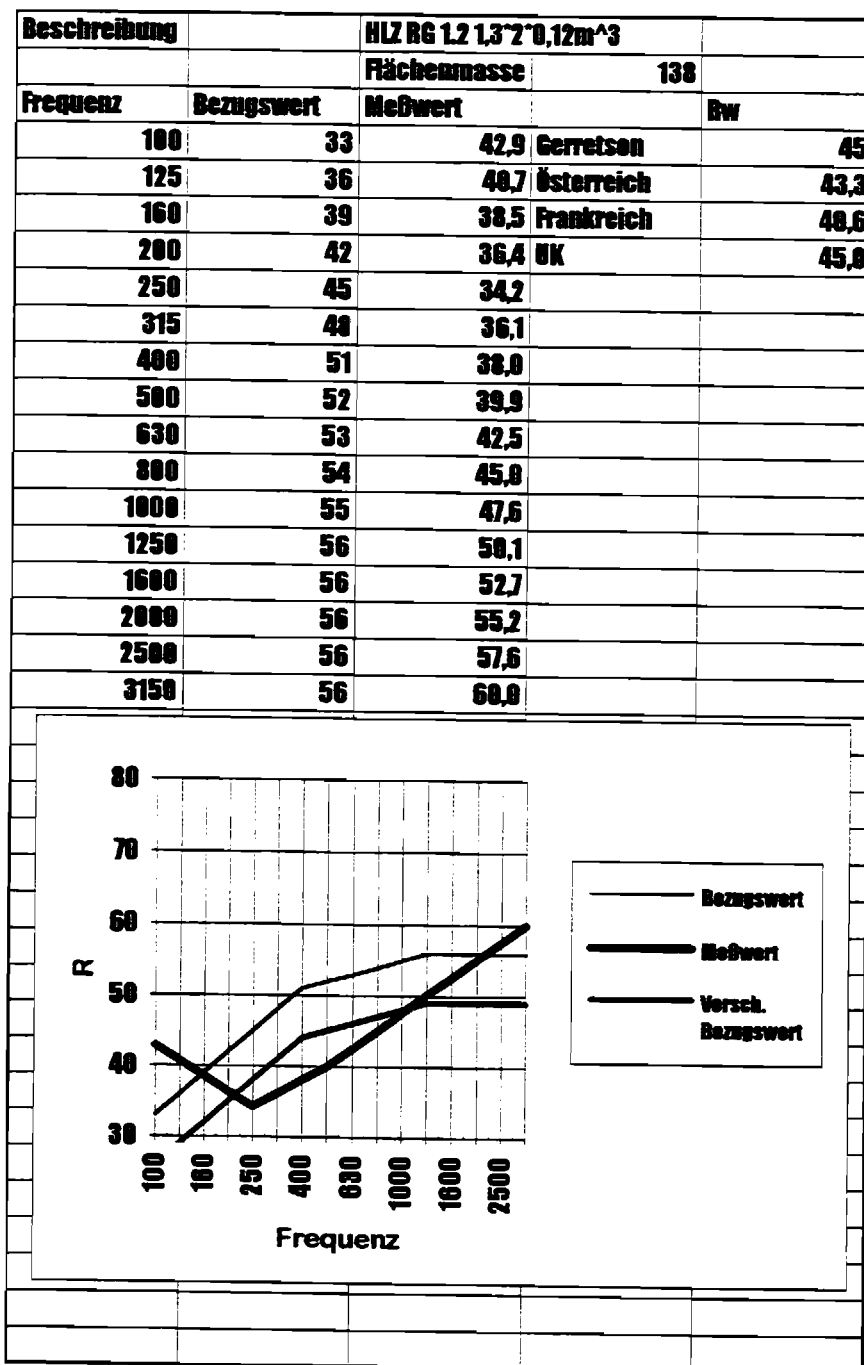 Beschreibung HLZ RG 1.2 1,3*2*0,12m^3
Flächenmasse 138
Frequenz Bezugswert Meßwert Rw
100 33 42,9 Gerretson 45
125 36 40,7 Österreich 43,3
160 39 38,5 Frankreich 40,6
200 42 36,4 UK 45,0
250 45 34,2
315 48 36,1
400 51 38,0
500 52 39,9
630 53 42,5
800 54 45,0
1000 55 47,6
1250 56 50,1
1600 56 52,7
2000 56 55,2
2500 56 57,6
3150 56 60,0
80
70
60
50
40
30
R
100 160 250 400 630 1000 1600 2500
Frequenz
Bezugswert
Meßwert
Versch.
Bezugswert